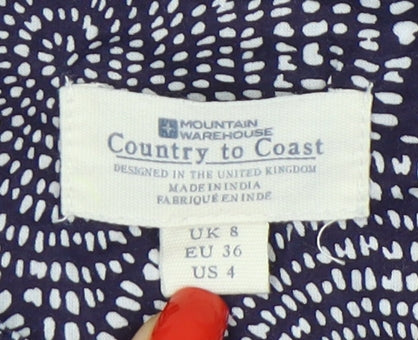 MOUNTAIN
WAREHOUSE
Country to Coast
DESIGNED IN THE UNITED KINGDOM
MADE IN INDIA
FABRIQUÉ EN INDE
UK 8
EU 36
US 4